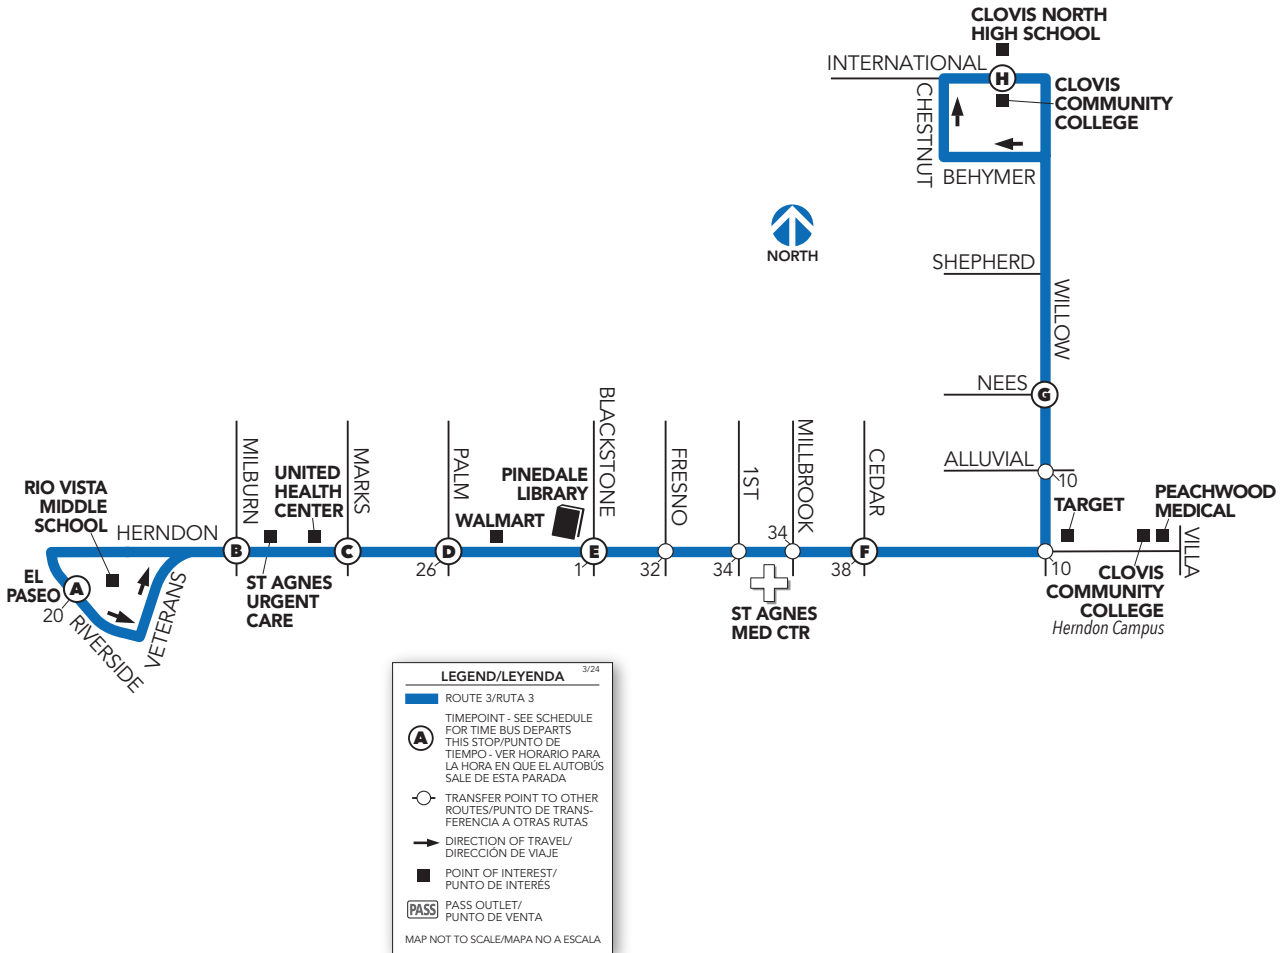 CLOVIS NORTH
HIGH SCHOOL
INTERNATIONAL
H
CLOVIS
COMMUNITY
COLLEGE
CHESTNUT
BEHYMER
NORTH
SHEPHERD
WILLOW
NEES
G
ALLUVIAL
10
TARGET
PEACHWOOD
MEDICAL
VILLA
10
CLOVIS
COMMUNITY
COLLEGE
Herndon Campus
RIO VISTA
MIDDLE
SCHOOL
HERNDON
EL
PASEO
A
20
RIVERSIDE
VETERANS
MILBURN
B
ST AGNES
URGENT
CARE
UNITED
HEALTH
CENTER
MARKS
C
PALM
D
26
WALMART
PINEDALE
LIBRARY
BLACKSTONE
E
1
FRESNO
32
1ST
34
MILLBROOK
34
ST AGNES
MED CTR
CEDAR
F
38
LEGEND/LEYENDA
3/24
ROUTE 3/RUTA 3
A
TIMEPOINT - SEE SCHEDULE
FOR TIME BUS DEPARTS
THIS STOP/PUNTO DE
TIEMPO - VER HORARIO PARA
LA HORA EN QUE EL AUTOBÚS
SALE DE ESTA PARADA
TRANSFER POINT TO OTHER
ROUTES/PUNTO DE TRANS-
FERENCIA A OTRAS RUTAS
DIRECTION OF TRAVEL/
DIRECCIÓN DE VIAJE
POINT OF INTEREST/
PUNTO DE INTERÉS
PASS
PASS OUTLET/
PUNTO DE VENTA
MAP NOT TO SCALE/MAPA NO A ESCALA